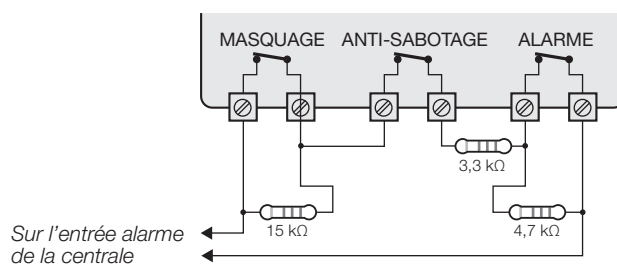 MASQUAGE ANTI-SABOTAGE ALARME
3,3 kΩ
15 kΩ
4,7 kΩ
Sur l'entrée alarme
de la centrale